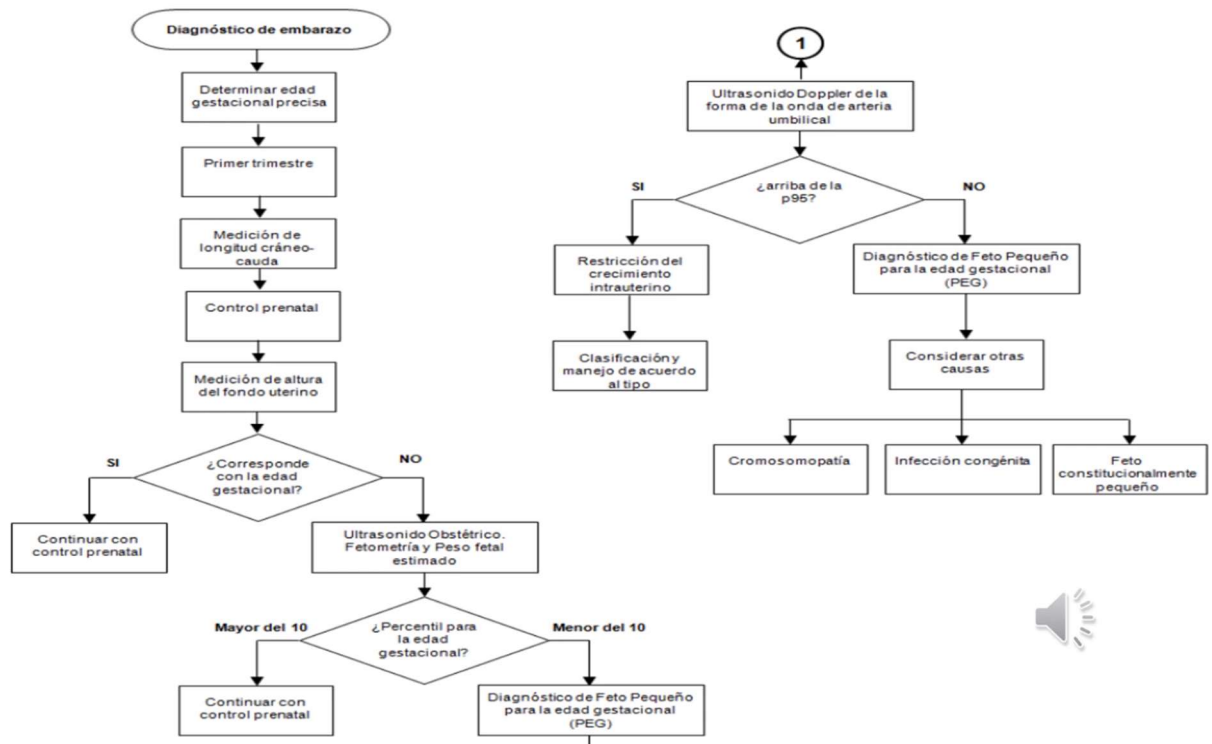 Diagnóstico de embarazo
Determinar edad
gestacional precisa
Primer trimestre
Medición de
longitud cráneo-
cauda
Control prenatal
Medición de altura
del fondo uterino
SI
¿Corresponde
con la edad
gestacional?
NO
Continuar con
control prenatal
Ultrasonido Obstétrico.
Fetometría y Peso fetal
estimado
Mayor del 10
¿Percentil para
la edad
gestacional?
Menor del 10
Continuar con
control prenatal
Diagnóstico de Feto Pequeño
para la edad gestacional
(PEG)
1
Ultrasonido Doppler de la
forma de la onda de arteria
umbilical
SI
¿arriba de la
p95?
NO
Restricción del
crecimiento
intrauterino
Diagnóstico de Feto Pequeño
para la edad gestacional
(PEG)
Clasificación y
manejo de acuerdo
al tipo
Considerar otras
causas
Cromosomopatía
Infección congénita
Feto
constitucionalmente
pequeño